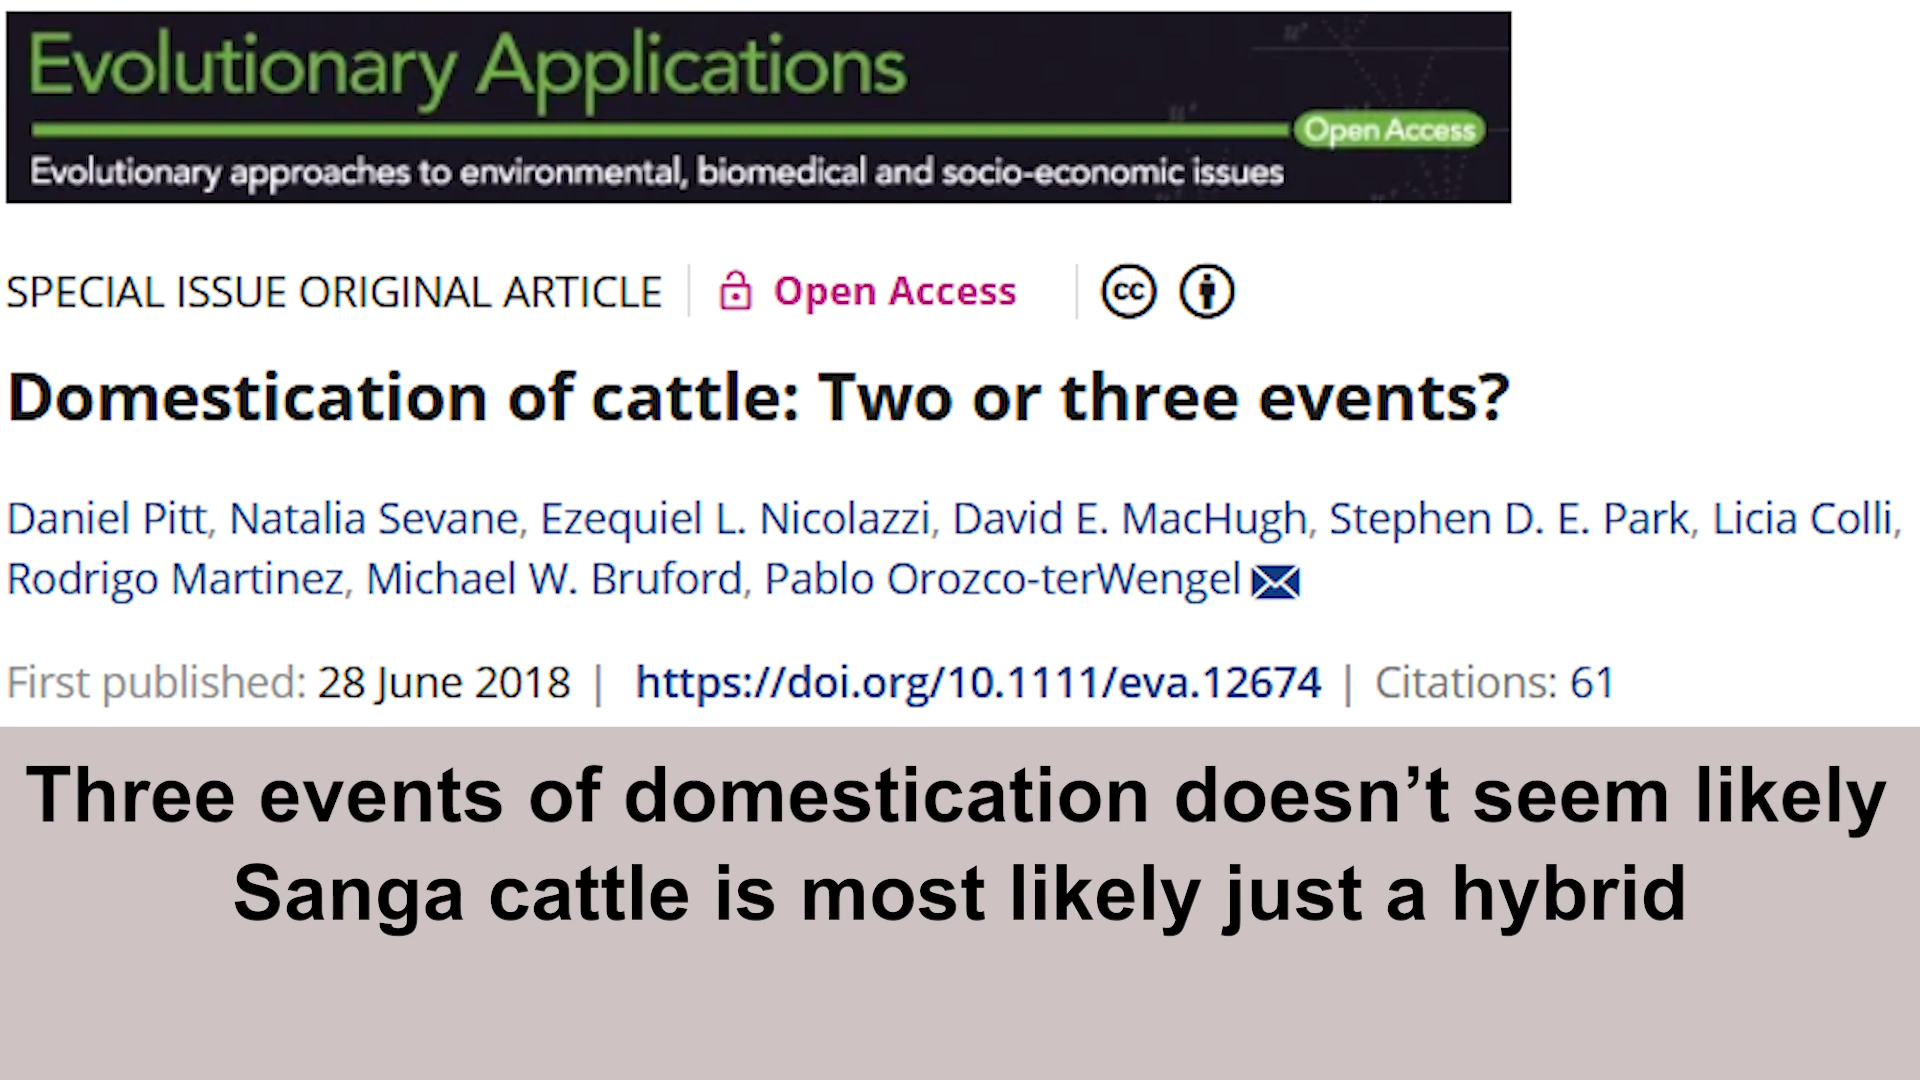 Evolutionary Applications
Open Access
Evolutionary approaches to environmental, biomedical and socio-economic issues
SPECIAL ISSUE ORIGINAL ARTICLE | Open Access | cc
Domestication of cattle: Two or three events?
Daniel Pitt, Natalia Sevane, Ezequiel L. Nicolazzi, David E. MacHugh, Stephen D. E. Park, Licia Colli,
Rodrigo Martinez, Michael W. Bruford, Pablo Orozco-terWengel
First published: 28 June 2018 | https://doi.org/10.1111/eva.12674 | Citations: 61
Three events of domestication doesn’t seem likely
Sanga cattle is most likely just a hybrid